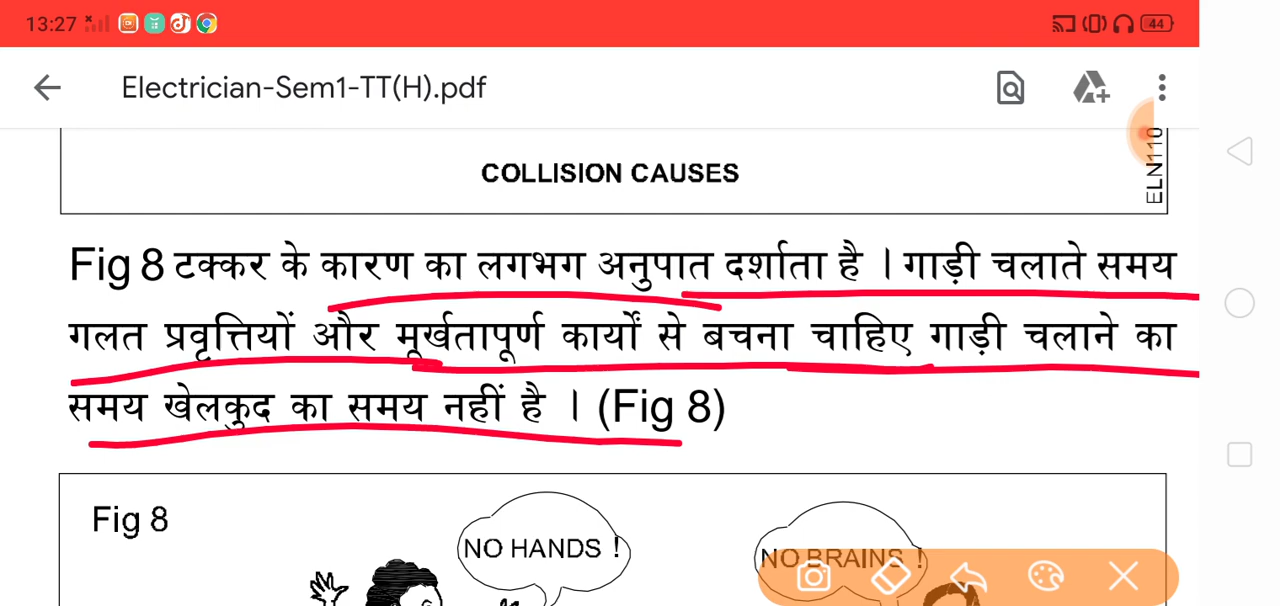 13:27
44
Electrician-Sem1-TT(H).pdf
COLLISION CAUSES
ELN110
Fig 8 टक्कर के कारण का लगभग अनुपात दर्शाता है । गाड़ी चलाते समय
गलत प्रवृत्तियों और मूर्खतापूर्ण कार्यों से बचना चाहिए गाड़ी चलाने का
समय खेलकुद का समय नहीं है । (Fig 8)
Fig 8
NO HANDS !
NO BRAINS !